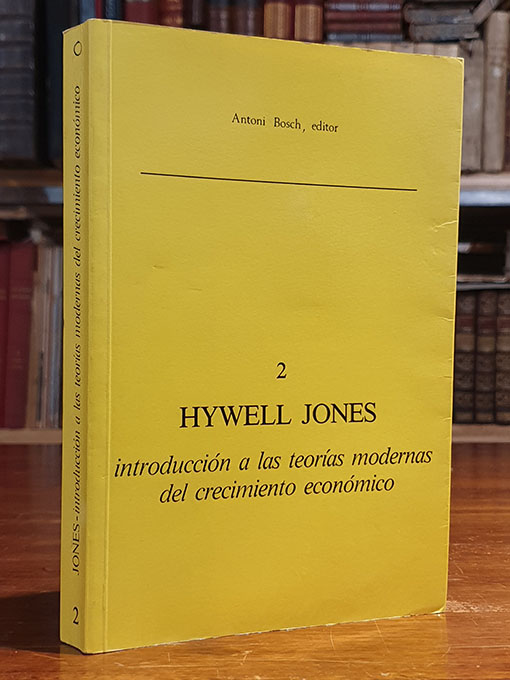 Antoni Bosch, editor
2
HYWELL JONES
introducción a las teorías modernas
del crecimiento económico
2 JONES - introducción a las teorías modernas del crecimiento económico